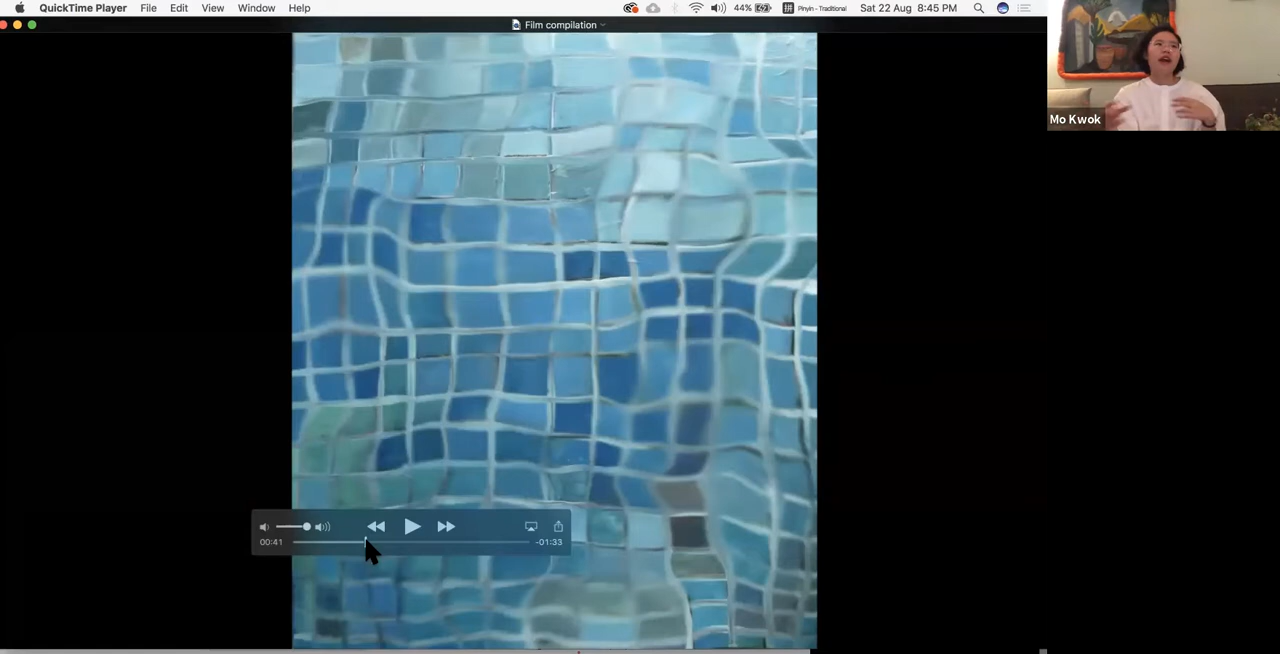 QuickTime Player File Edit View Window Help 44% Pinyin - Traditional Sat 22 Aug 8:45 PM
Film compilation
Mo Kwok
00:41 -01:33